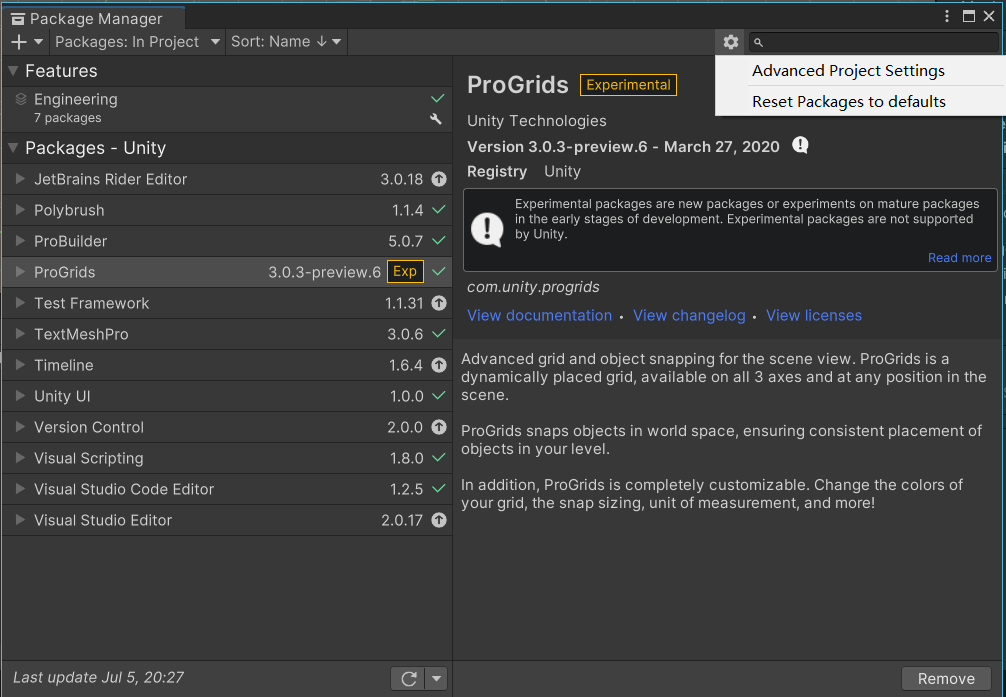 Package Manager
Packages: In Project
Sort: Name ↓
Advanced Project Settings
Reset Packages to defaults
Features
Engineering
7 packages
Packages - Unity
JetBrains Rider Editor 3.0.18
Polybrush 1.1.4
ProBuilder 5.0.7
ProGrids 3.0.3-preview.6 Exp
Test Framework 1.1.31
TextMeshPro 3.0.6
Timeline 1.6.4
Unity UI 1.0.0
Version Control 2.0.0
Visual Scripting 1.8.0
Visual Studio Code Editor 1.2.5
Visual Studio Editor 2.0.17
Last update Jul 5, 20:27
ProGrids Experimental
Unity Technologies
Version 3.0.3-preview.6 - March 27, 2020
Registry Unity
Experimental packages are new packages or experiments on mature packages
in the early stages of development. Experimental packages are not supported
by Unity.
Read more
com.unity.progrids
View documentation • View changelog • View licenses
Advanced grid and object snapping for the scene view. ProGrids is a
dynamically placed grid, available on all 3 axes and at any position in the
scene.
ProGrids snaps objects in world space, ensuring consistent placement of
objects in your level.
In addition, ProGrids is completely customizable. Change the colors of
your grid, the snap sizing, unit of measurement, and more!
Remove